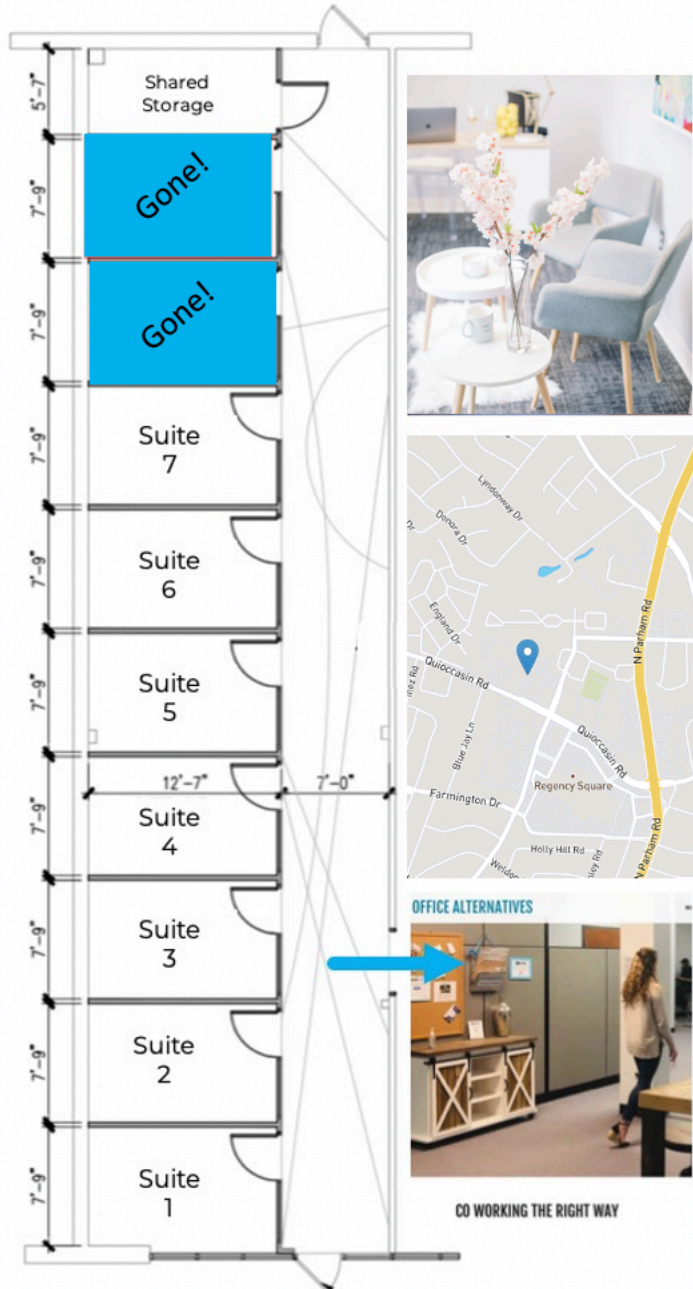 Shared
Storage
5'-7"
Gone!
7'-9"
Gone!
7'-9"
Suite
7
7'-9"
Suite
6
7'-9"
Suite
5
7'-9"
12'-7"
7'-0"
Suite
4
7'-9"
Suite
3
7'-9"
Suite
2
7'-9"
Suite
1
7'-9"
Lyndonway Dr
Denora Dr
Dr
England Dr
N Parham Rd
Quioccasin Rd
Blue Jay Ln
Quioccasin Rd
Regency Square
Farmington Dr
Holly Hill Rd
N Parham Rd
OFFICE ALTERNATIVES
CO WORKING THE RIGHT WAY